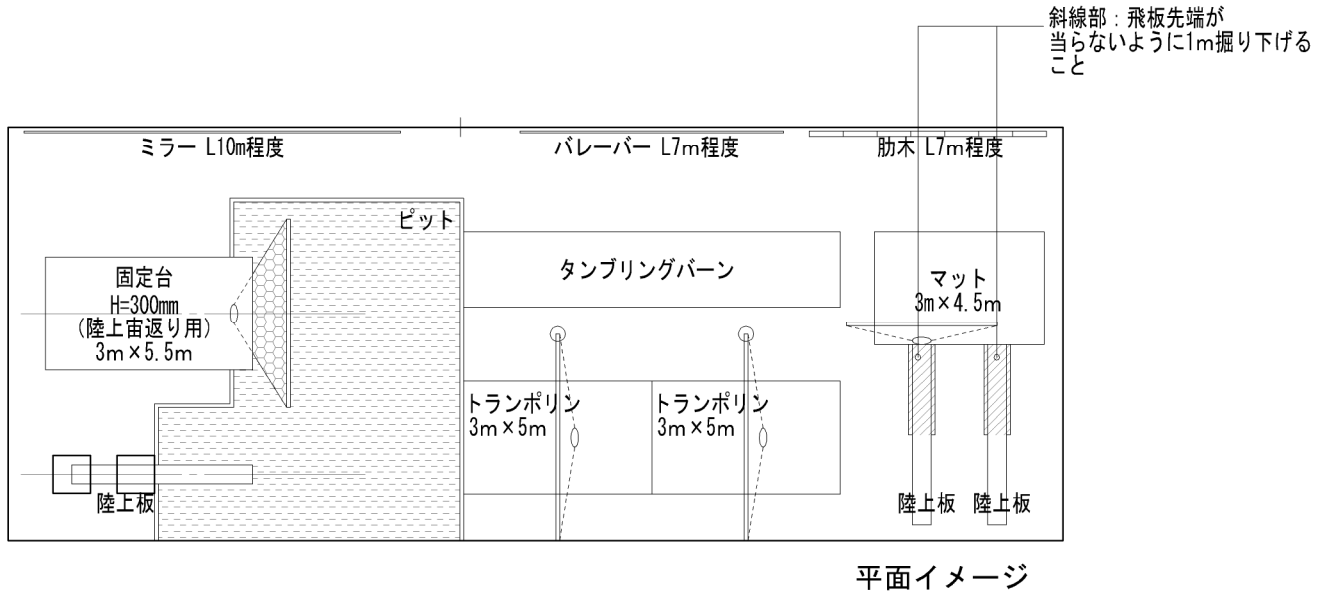 斜線部：飛板先端が
当らないように1m掘り下げる
こと
ミラー L10m程度
バレーバー L7m程度
肋木 L7m程度
ピット
固定台
H=300mm
（陸上宙返り用）
3m×5.5m
タンブリングバーン
マット
3m×4.5m
トランポリン
3m×5m
トランポリン
3m×5m
陸上板
陸上板
陸上板
平面イメージ